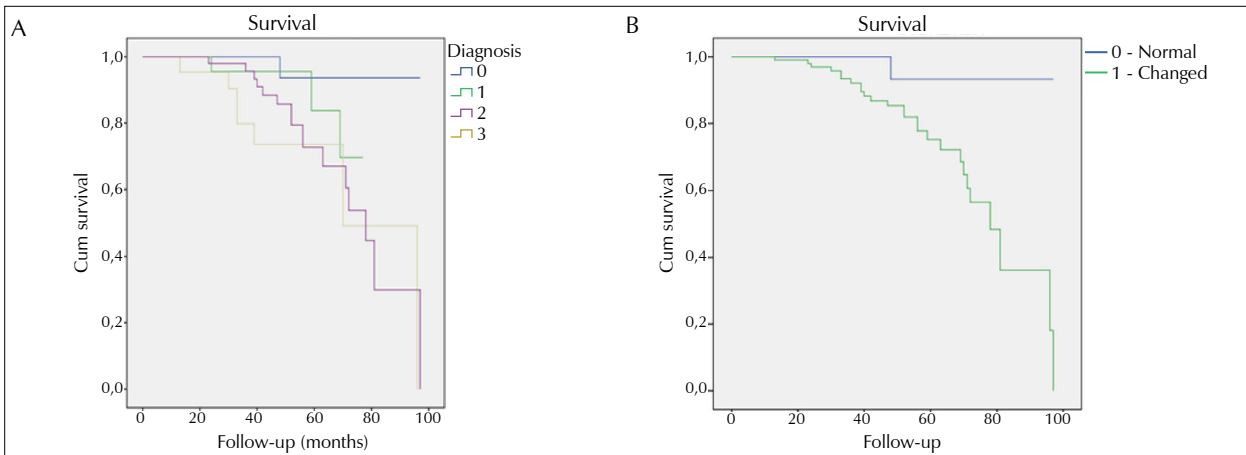 A
Survival
Diagnosis
0
1
2
3
1,0
0,8
0,6
0,4
0,2
0,0
Cum survival
0 20 40 60 80 100
Follow-up (months)
B
Survival
0 - Normal
1 - Changed
1,0
0,8
0,6
0,4
0,2
0,0
Cum survival
0 20 40 60 80 100
Follow-up